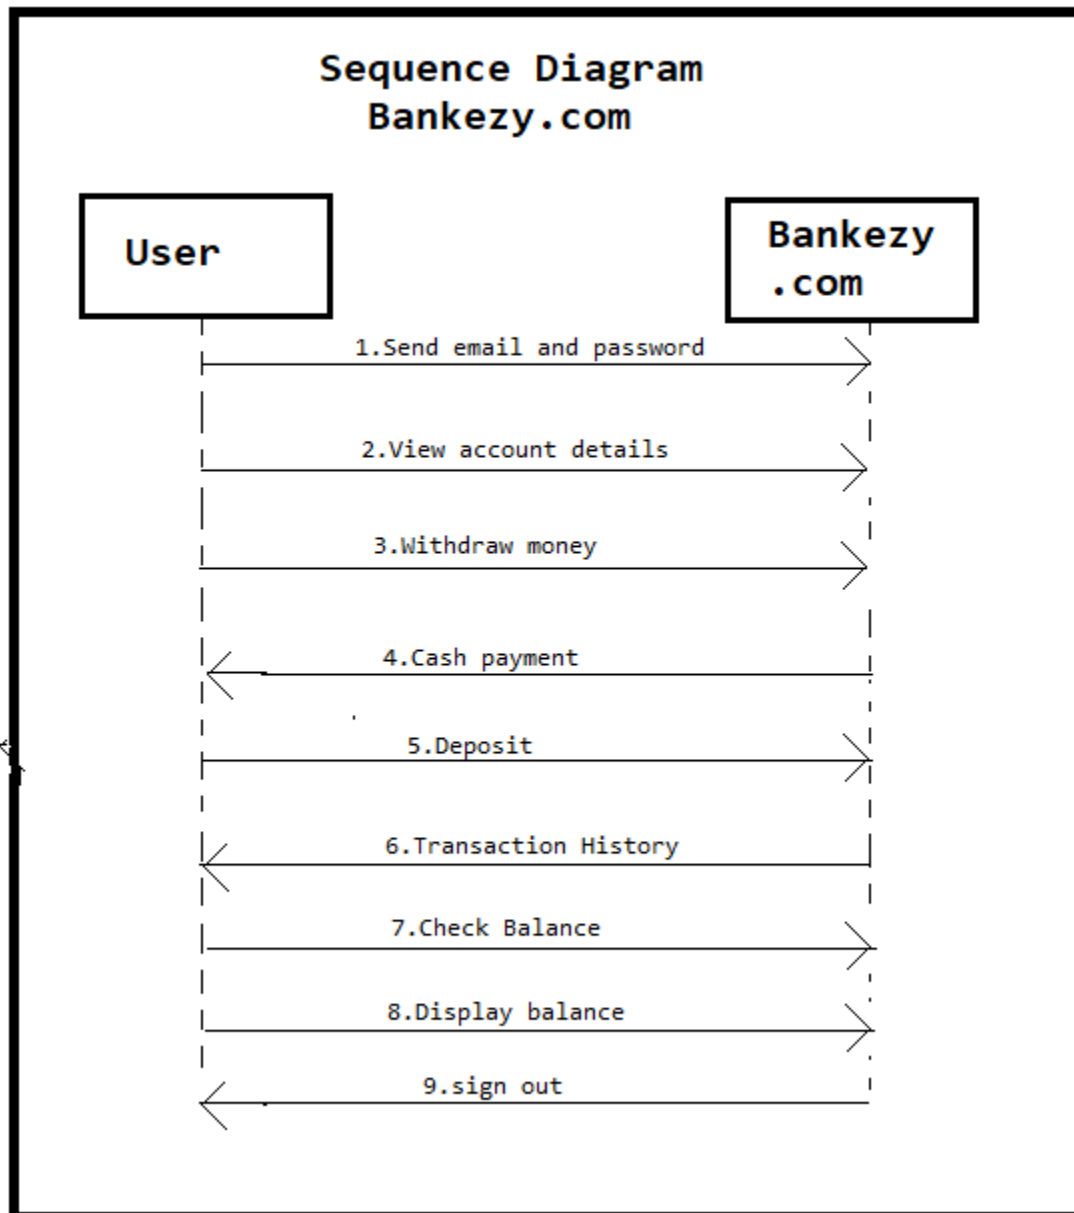 Sequence Diagram
Bankezy.com
User
Bankezy
.com
1.Send email and password
2.View account details
3.Withdraw money
4.Cash payment
5.Deposit
6.Transaction History
7.Check Balance
8.Display balance
9.sign out